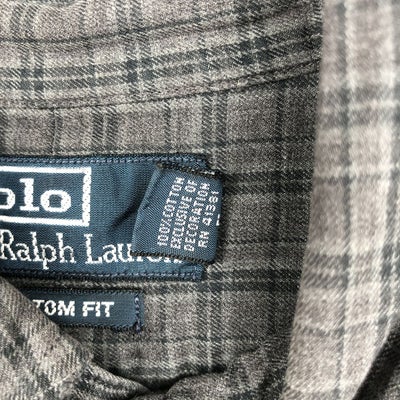 olo
Ralph Lauren
TOM FIT
100% COTTON
EXCLUSIVE OF
DECORATION
RN 41381
L